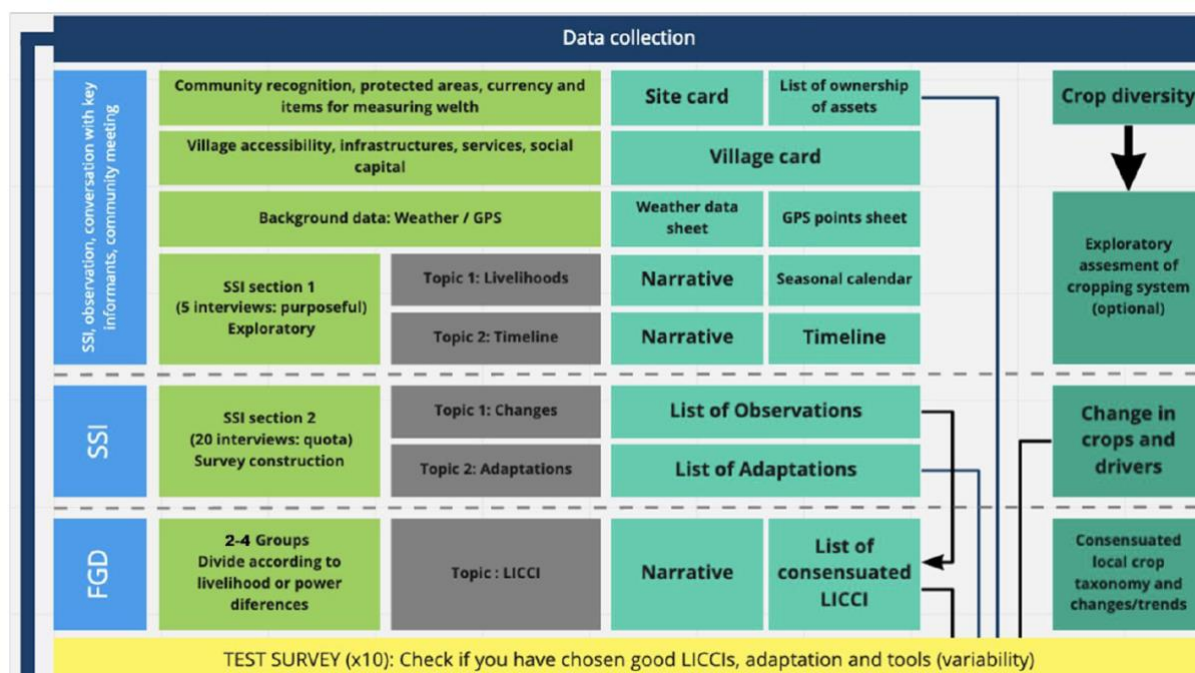 Data collection
SSI, observation, conversation with key
informants, community meeting
Community recognition, protected areas, currency and
items for measuring welth
Site card
List of ownership
of assets
Crop diversity
Village accessibility, infrastructures, services, social
capital
Village card
Background data: Weather / GPS
Weather data
sheet
GPS points sheet
Exploratory
assesment of
cropping system
(optional)
SSI section 1
(5 interviews: purposeful)
Exploratory
Topic 1: Livelihoods
Narrative
Seasonal calendar
Topic 2: Timeline
Narrative
Timeline
SSI
SSI section 2
(20 interviews: quota)
Survey construction
Topic 1: Changes
List of Observations
Topic 2: Adaptations
List of Adaptations
Change in
crops and
drivers
FGD
2-4 Groups
Divide according to
livelihood or power
diferences
Topic : LICCI
Narrative
List of
consensuated
LICCI
Consensuated
local crop
taxonomy and
changes/trends
TEST SURVEY (x10): Check if you have chosen good LICCIs, adaptation and tools (variability)